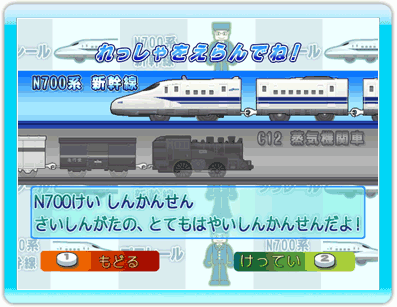 れっしゃをえらんでね!
N700系 新幹線
C12 蒸気機関車
N700けい しんかんせん
さいしんがたの、とてもはやいしんかんせんだよ!
1 もどる
けってい 2